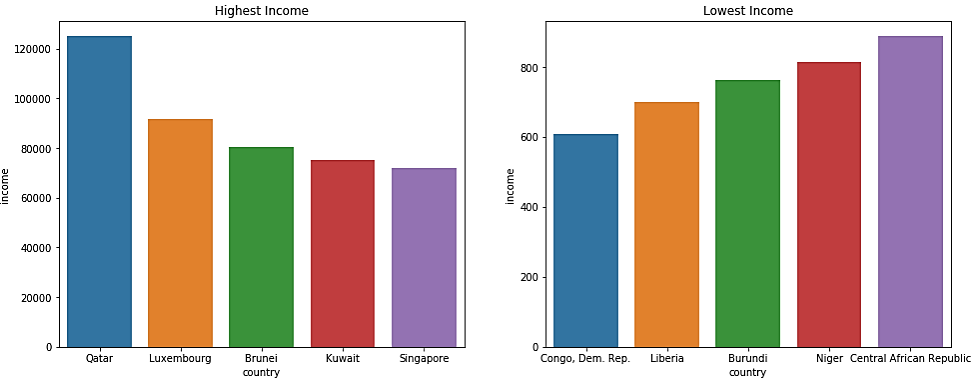 Highest Income
120000
100000
80000
60000
40000
20000
0
income
Qatar Luxembourg Brunei Kuwait Singapore
country
Lowest Income
800
600
400
200
0
income
Congo, Dem. Rep. Liberia Burundi Niger Central African Republic
country